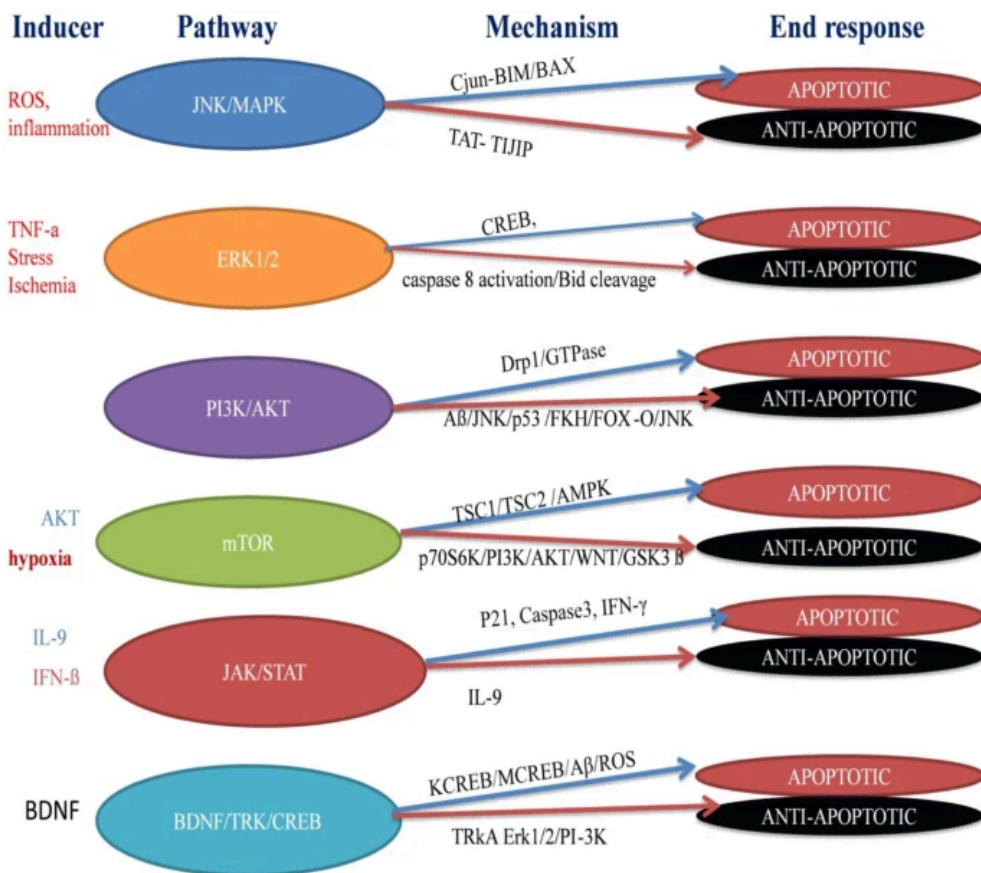 Inducer Pathway Mechanism End response
ROS,
inflammation
JNK/MAPK
Cjun-BIM/BAX
TAT- TIJIP
APOPTOTIC
ANTI-APOPTOTIC
TNF-a
Stress
Ischemia
ERK1/2
CREB,
caspase 8 activation/Bid cleavage
APOPTOTIC
ANTI-APOPTOTIC
PI3K/AKT
Drp1/GTPase
Aß/JNK/p53 /FKH/FOX -O/JNK
APOPTOTIC
ANTI-APOPTOTIC
AKT
hypoxia
mTOR
TSC1/TSC2 /AMPK
p70S6K/PI3K/AKT/WNT/GSK3 ß
APOPTOTIC
ANTI-APOPTOTIC
IL-9
IFN-ß
JAK/STAT
P21, Caspase3, IFN-γ
IL-9
APOPTOTIC
ANTI-APOPTOTIC
BDNF
BDNF/TRK/CREB
KCREB/MCREB/Aβ/ROS
TRkA Erk1/2/PI-3K
APOPTOTIC
ANTI-APOPTOTIC